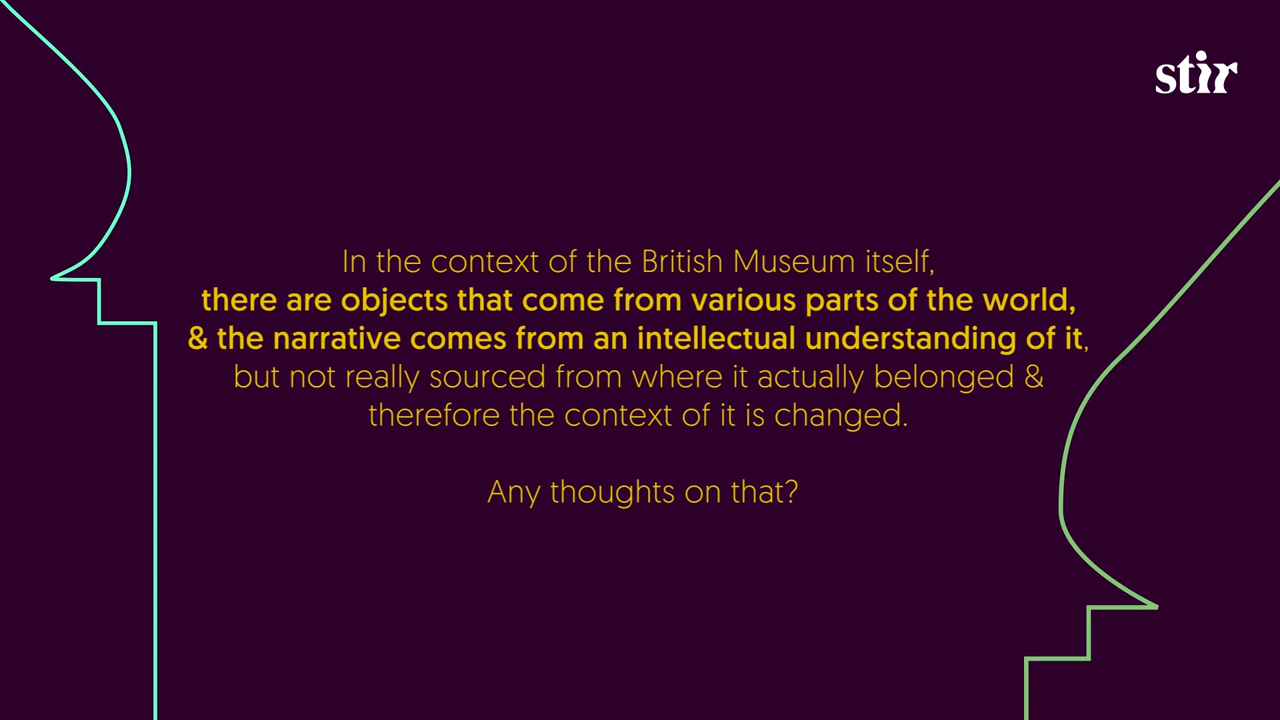 stir
In the context of the British Museum itself,
there are objects that come from various parts of the world,
& the narrative comes from an intellectual understanding of it,
but not really sourced from where it actually belonged &
therefore the context of it is changed.
Any thoughts on that?